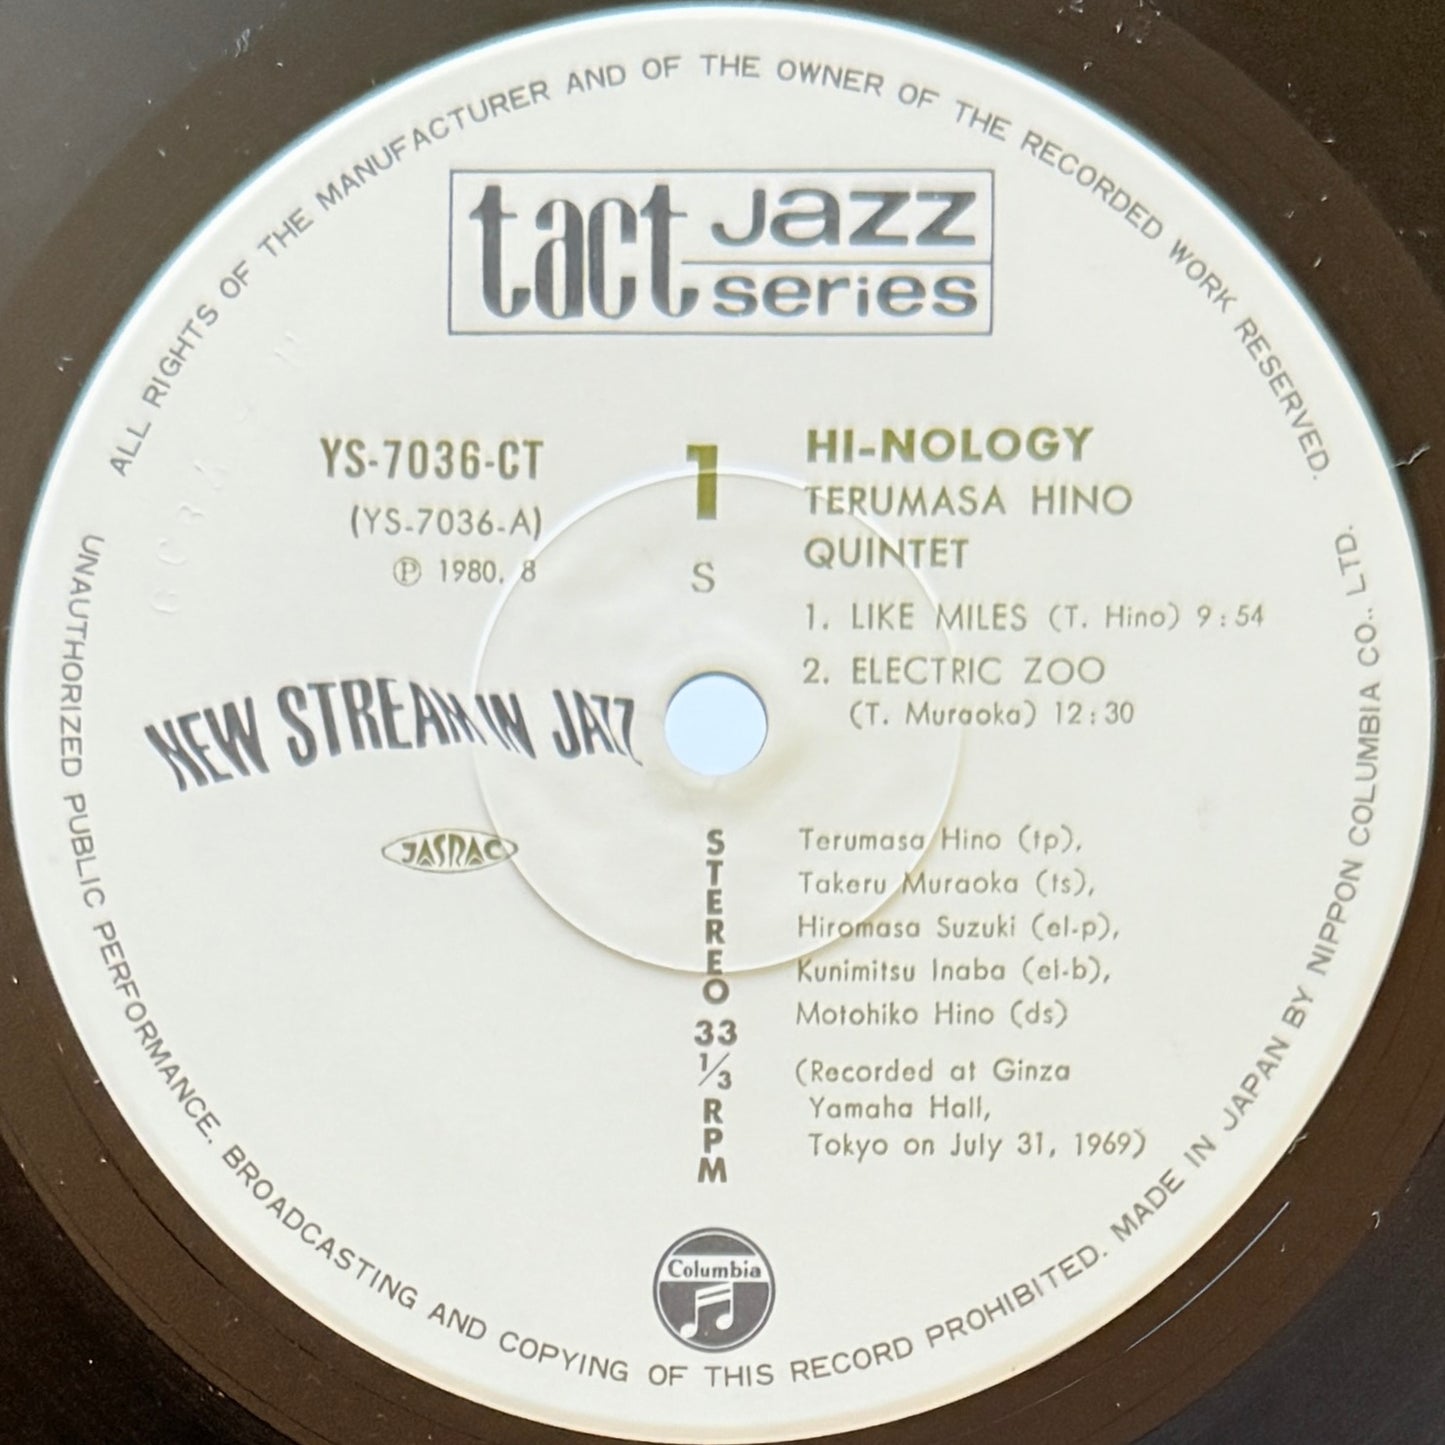 ALL RIGHTS OF THE MANUFACTURER AND OF THE OWNER OF THE RECORDED WORK RESERVED.
tact jazz
series
YS-7036-CT
(YS-7036-A)
Ⓟ 1980. 8
1
S
HI-NOLOGY
TERUMASA HINO
QUINTET
1. LIKE MILES (T. Hino) 9:54
2. ELECTRIC ZOO
(T. Muraoka) 12:30
NEW STREAM IN JAZZ
JASRAC
STEREO 33 1/3 RPM
Terumasa Hino (tp),
Takeru Muraoka (ts),
Hiromasa Suzuki (el-p),
Kunimitsu Inaba (el-b),
Motohiko Hino (ds)
(Recorded at Ginza
Yamaha Hall,
Tokyo on July 31, 1969)
Columbia
UNAUTHORIZED PUBLIC PERFORMANCE, BROADCASTING AND COPYING OF THIS RECORD PROHIBITED. MADE IN JAPAN BY NIPPON COLUMBIA CO., LTD.